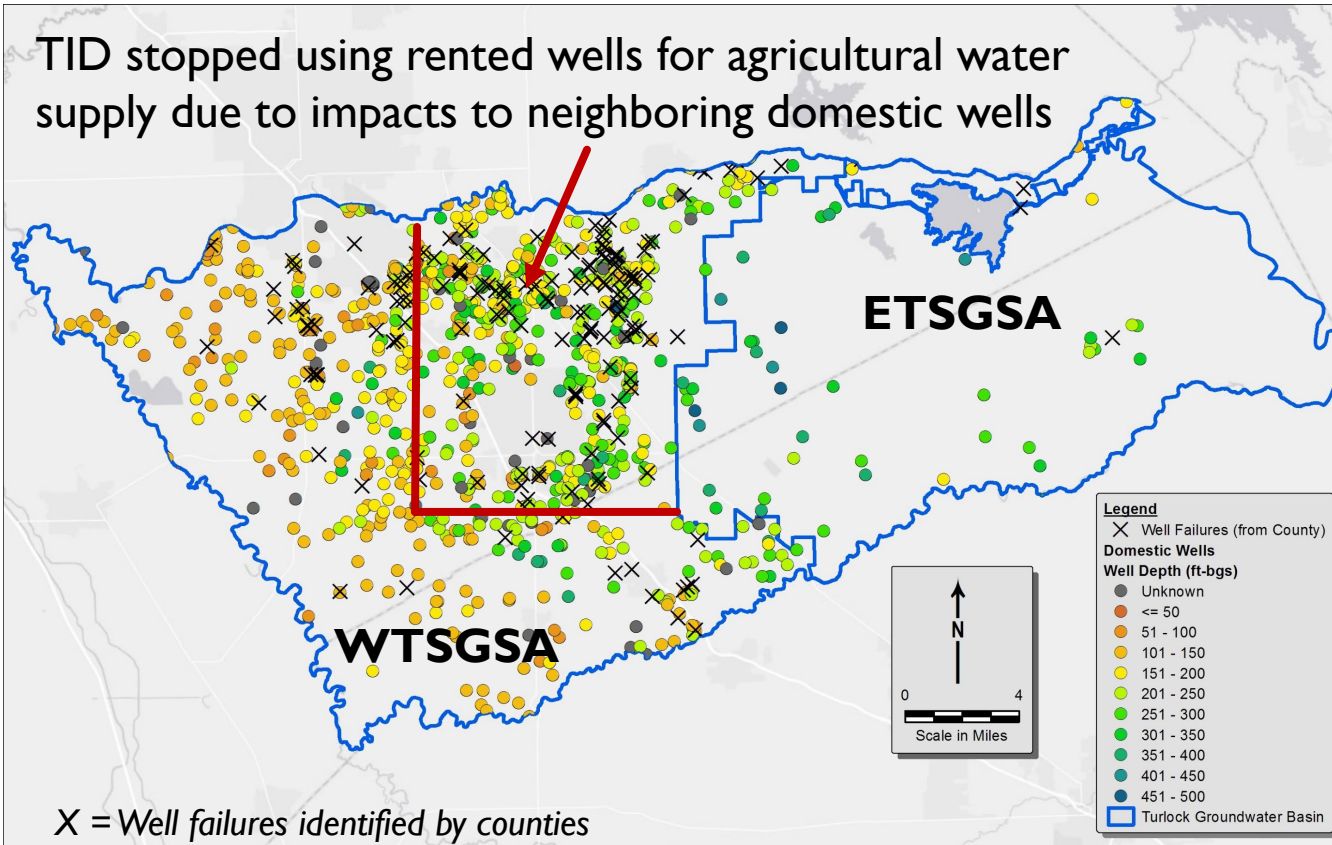 TID stopped using rented wells for agricultural water
supply due to impacts to neighboring domestic wells
ETSGSA
WTSGSA
N
0 4
Scale in Miles
Legend
Well Failures (from County)
Domestic Wells
Well Depth (ft-bgs)
Unknown
<= 50
51 - 100
101 - 150
151 - 200
201 - 250
251 - 300
301 - 350
351 - 400
401 - 450
451 - 500
Turlock Groundwater Basin
X = Well failures identified by counties